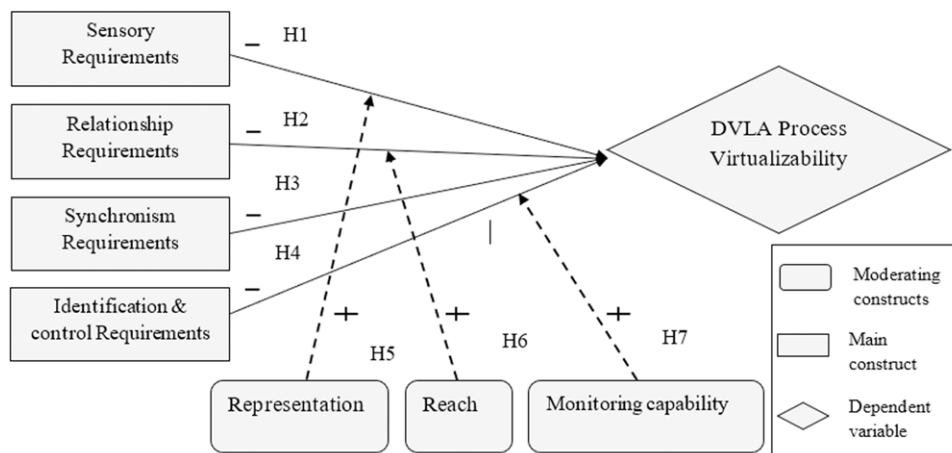 Sensory
Requirements
− H1
Relationship
Requirements
− H2
H3
Synchronism
Requirements
−
H4
Identification &
control Requirements
−
DVLA Process
Virtualizability
|
+ H5
+ H6
+ H7
Representation
Reach
Monitoring capability
Moderating
constructs
Main
construct
Dependent
variable